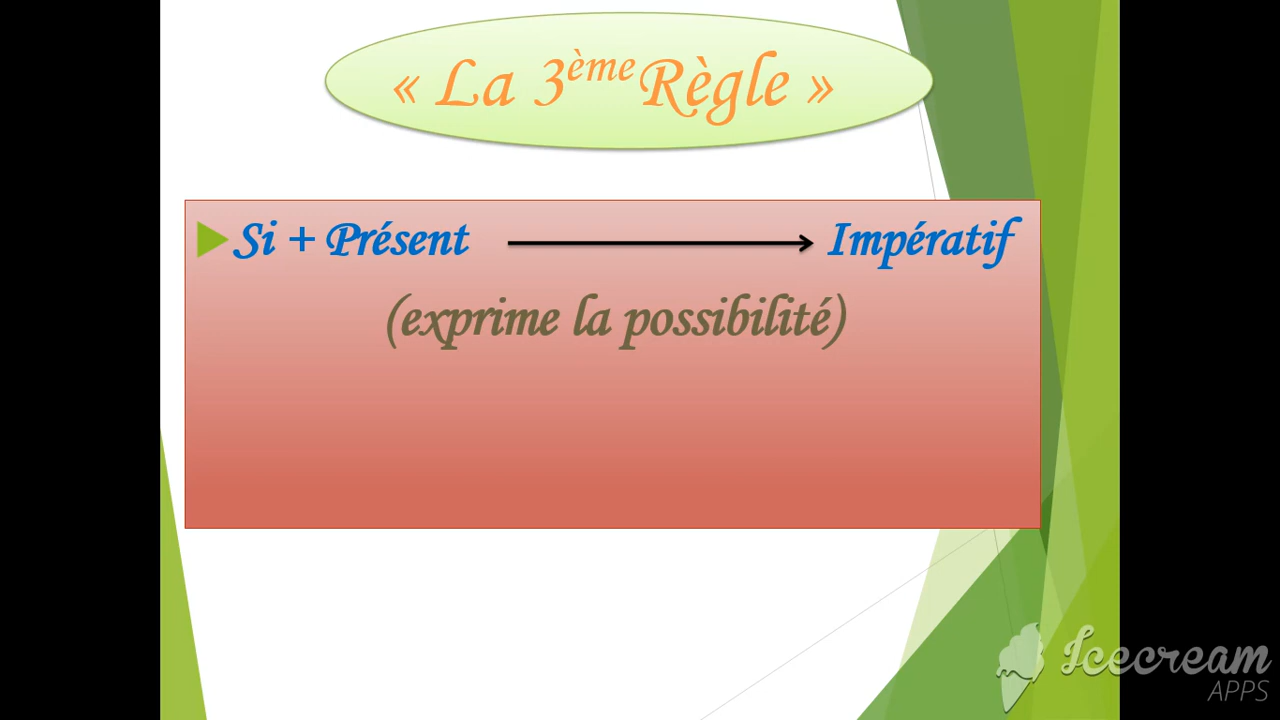 « La 3ème Règle »
Si + Présent → Impératif
(exprime la possibilité)
Icecream
APPS